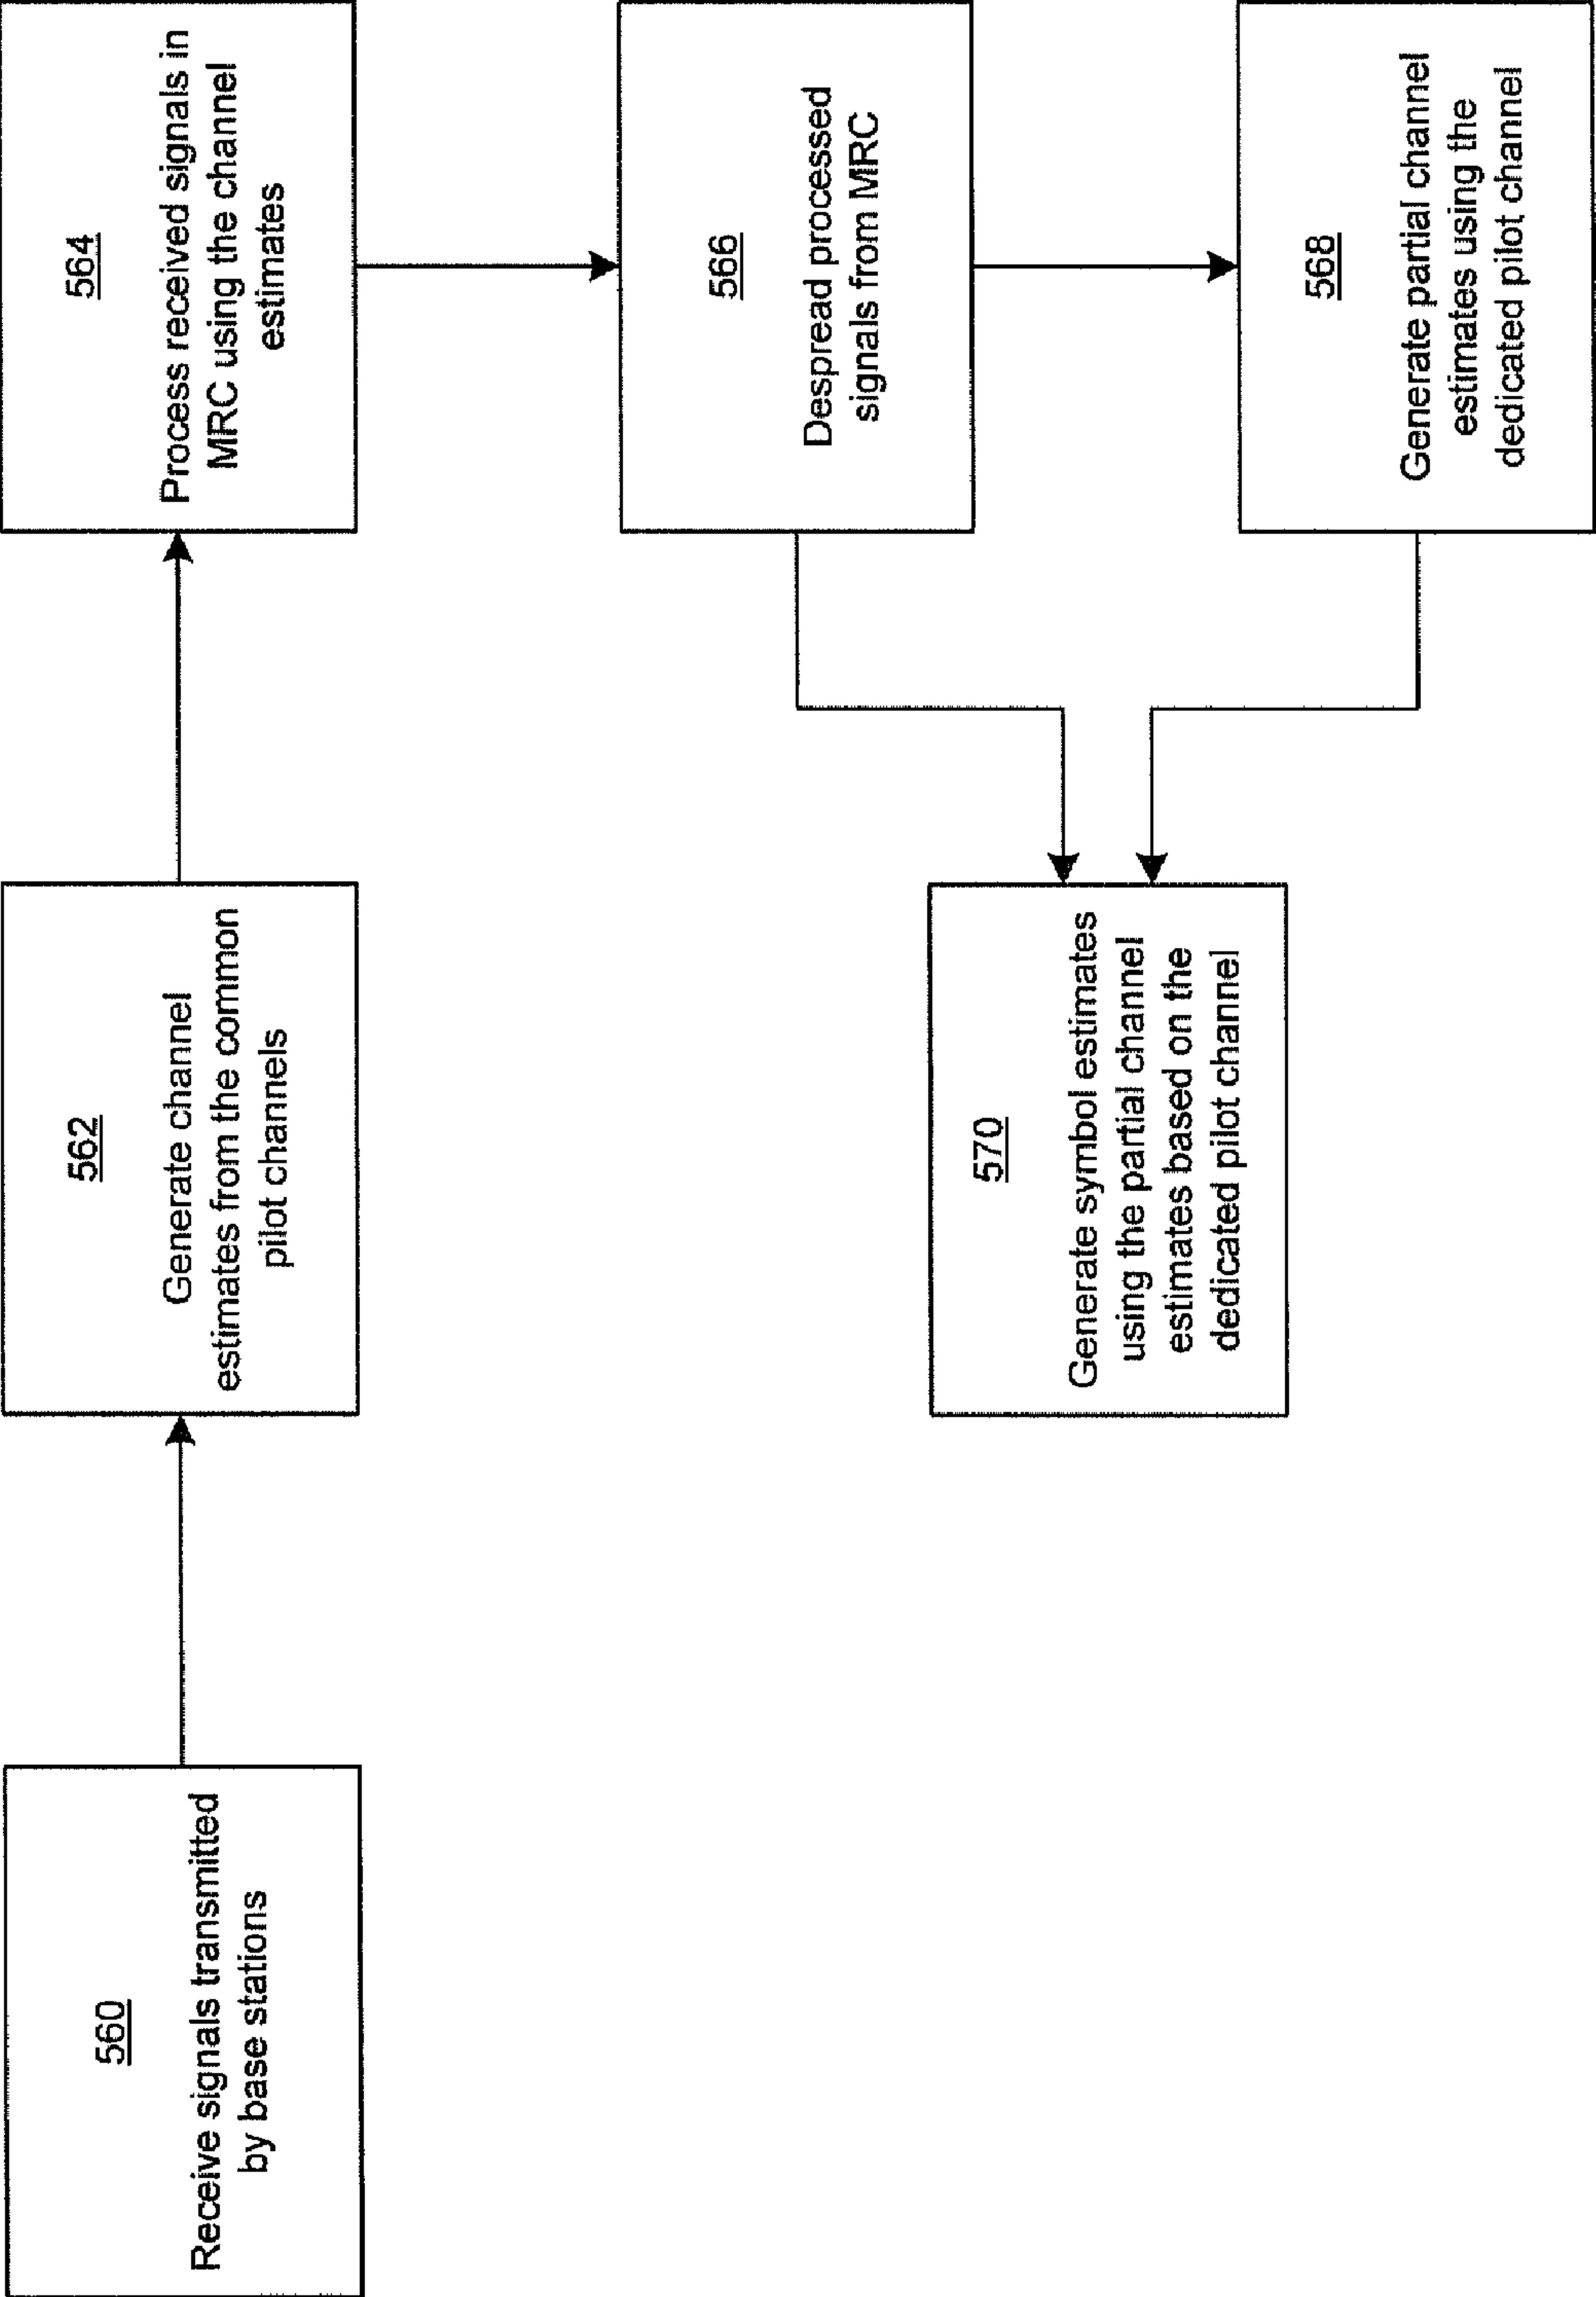 560
Receive signals transmitted
by base stations
562
Generate channel
estimates from the common
pilot channels
564
Process received signals in
MRC using the channel
estimates
566
Despread processed
signals from MRC
568
Generate partial channel
estimates using the
dedicated pilot channel
570
Generate symbol estimates
using the partial channel
estimates based on the
dedicated pilot channel